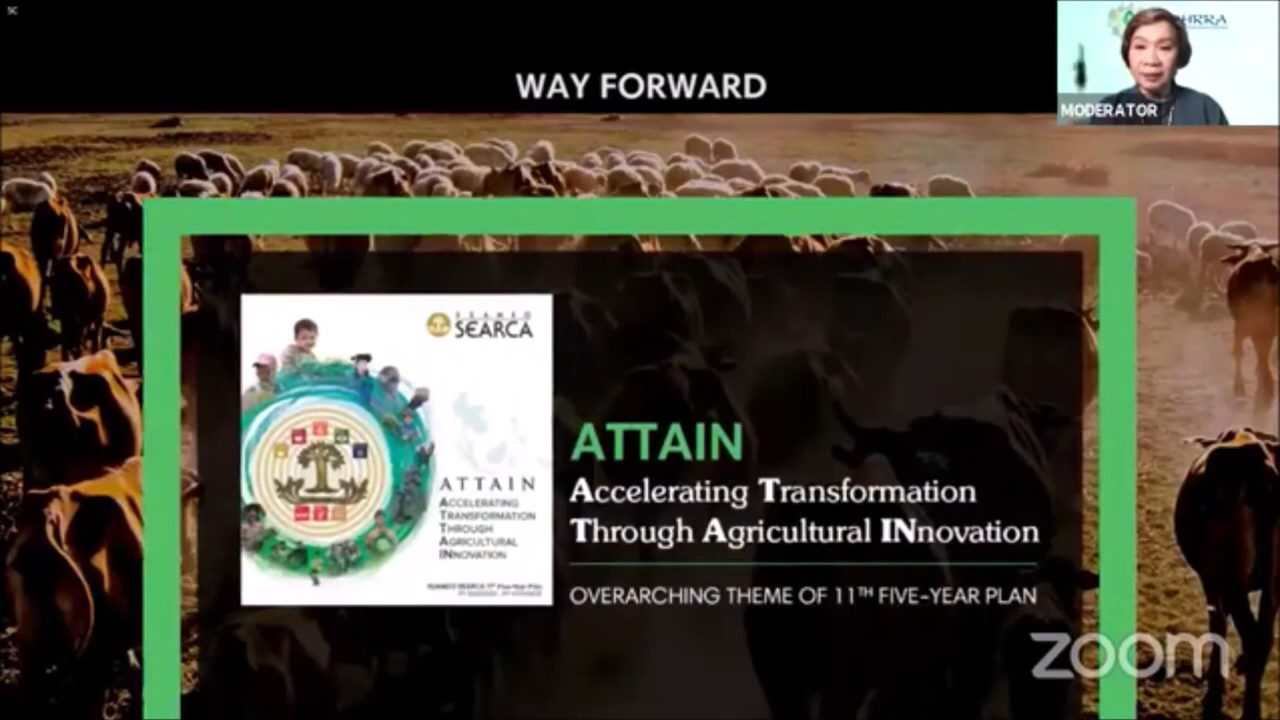 SC
WAY FORWARD
MODERATOR
SEAMEO
SEARCA
ATTAIN
ACCELERATING
TRANSFORMATION
THROUGH
AGRICULTURAL
INNOVATION
ATTAIN
Accelerating Transformation
Through Agricultural INnovation
OVERARCHING THEME OF 11TH FIVE-YEAR PLAN
zoom